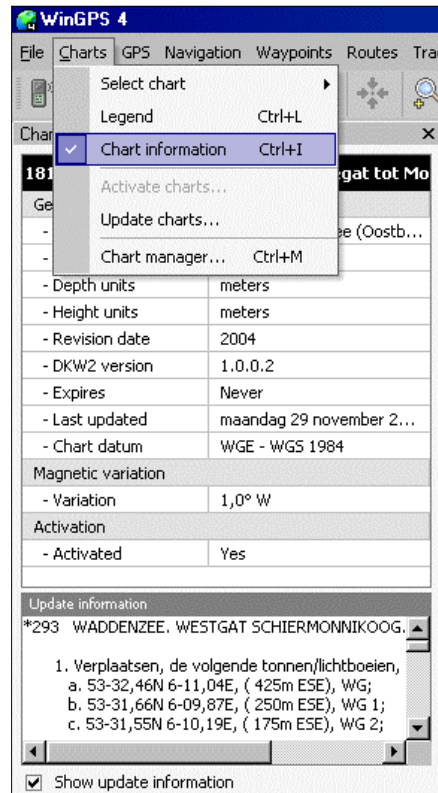 WinGPS 4
File Charts GPS Navigation Waypoints Routes Tra
Select chart
Legend Ctrl+L
Char
Chart information Ctrl+I
181 egat tot Mo
Activate charts...
Ge
Update charts...
- ee (Oostb...
Chart manager... Ctrl+M
-
- Depth units meters
- Height units meters
- Revision date 2004
- DKW2 version 1.0.0.2
- Expires Never
- Last updated maandag 29 november 2...
- Chart datum WGE - WGS 1984
Magnetic variation
- Variation 1,0° W
Activation
- Activated Yes
Update information
*293 WADDENZEE. WESTGAT SCHIERMONNIKOOG.
1. Verplaatsen, de volgende tonnen/lichtboeien,
a. 53-32,46N 6-11,04E, ( 425m ESE), WG;
b. 53-31,66N 6-09,87E, ( 250m ESE), WG 1;
c. 53-31,55N 6-10,19E, ( 175m ESE), WG 2;
Show update information